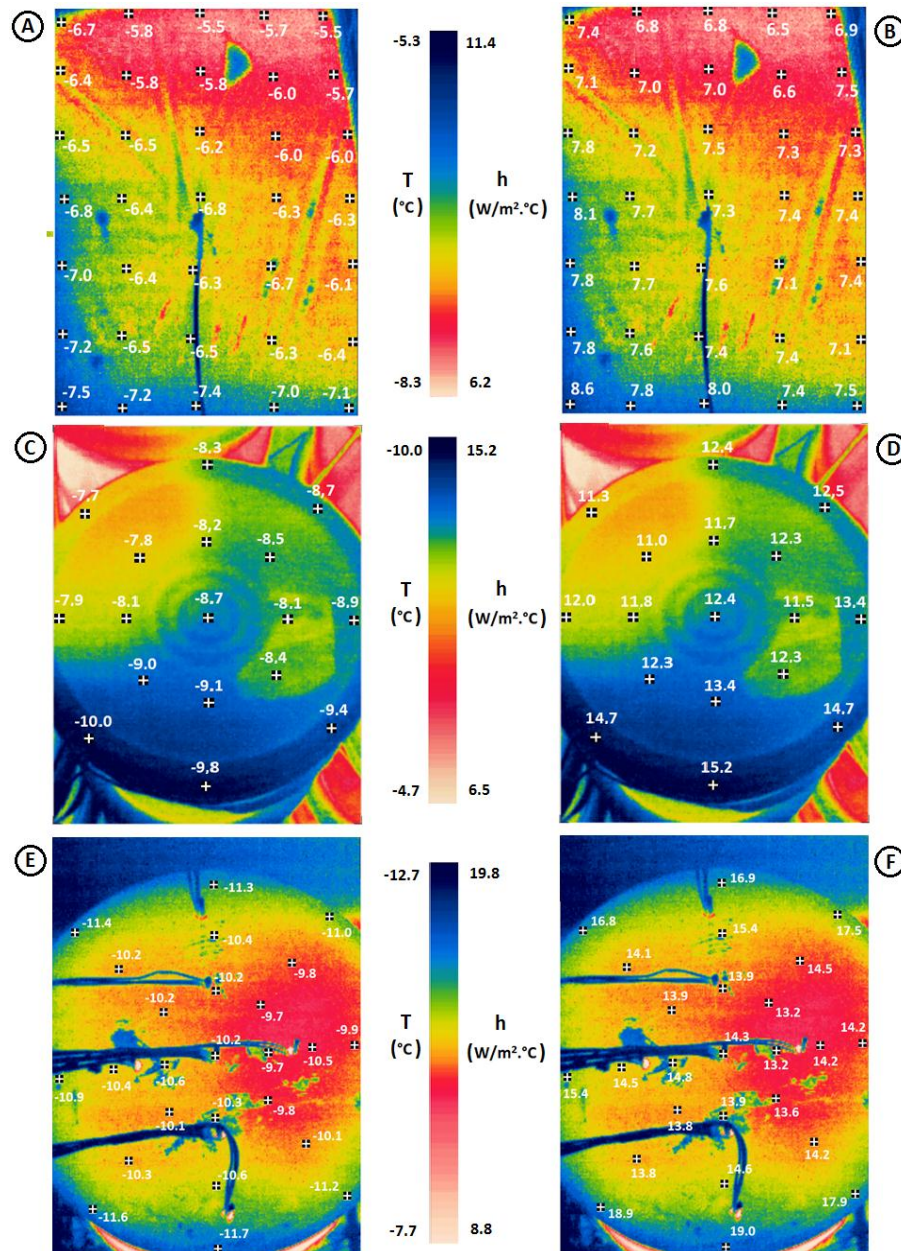 A
-6.7 -5.8 -5.5 -5.7 -5.5
-6.4 -5.8 -5.8 -6.0 -5.7
-6.5 -6.5 -6.2 -6.0 -6.0
-6.8 -6.4 -6.8 -6.3 -6.3
-7.0 -6.4 -6.3 -6.7 -6.1
-7.2 -6.5 -6.5 -6.3 -6.4
-7.5 -7.2 -7.4 -7.0 -7.1
-5.3 11.4
T h
(°C) (W/m².°C)
-8.3 6.2
B
7.4 6.8 6.8 6.5 6.9
7.1 7.0 7.0 6.6 7.5
7.8 7.2 7.5 7.3 7.3
8.1 7.7 7.3 7.4 7.4
7.8 7.7 7.6 7.1 7.4
7.8 7.6 7.4 7.4 7.1
8.6 7.8 8.0 7.4 7.5
C
-8,3
-7,7 -8,7
-7.8 -8,2 -8.5
-7.9 -8.1 -8.7 -8.1 -8.9
-9.0 -8,4
-9.1
-10.0 -9.4
-9,8
-10.0 15.2
T h
(°C) (W/m².°C)
-4.7 6.5
D
12.4
11.3 12,5
11.0 11,7 12.3
12.0 11.8 12.4 11.5 13.4
12.3 12.3
13.4
14.7 14.7
15.2
E
-11.3
-11.4 -11.0
-10.4
-10.2 -9.8
-10.2
-10.2 -9.7
-9.9
-10.2 -10.5
-9.7
-10.4 -10.6
-10.9
-10.3 -9.8
-10.1 -10.1
-10.3 -10.6
-11.2
-11.6
-11.7
-12.7 19.8
T h
(°C) (W/m².°C)
-7.7 8.8
F
16.9
16.8 17.5
15.4
14.1 14.5
13.9
13.9 13.2
14.3 14.2
13.2 14.2
14.5 14.8
15.4
13.9 13.6
13.8 14.2
13.8 14.6
17.9
18.9
19.0